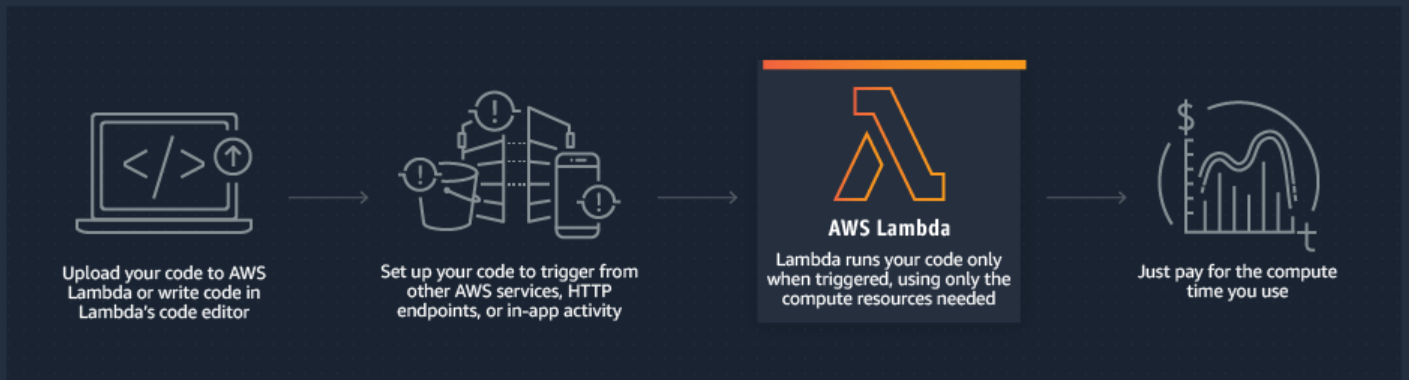 Upload your code to AWS
Lambda or write code in
Lambda's code editor
Set up your code to trigger from
other AWS services, HTTP
endpoints, or in-app activity
AWS Lambda
Lambda runs your code only
when triggered, using only the
compute resources needed
$
t
Just pay for the compute
time you use